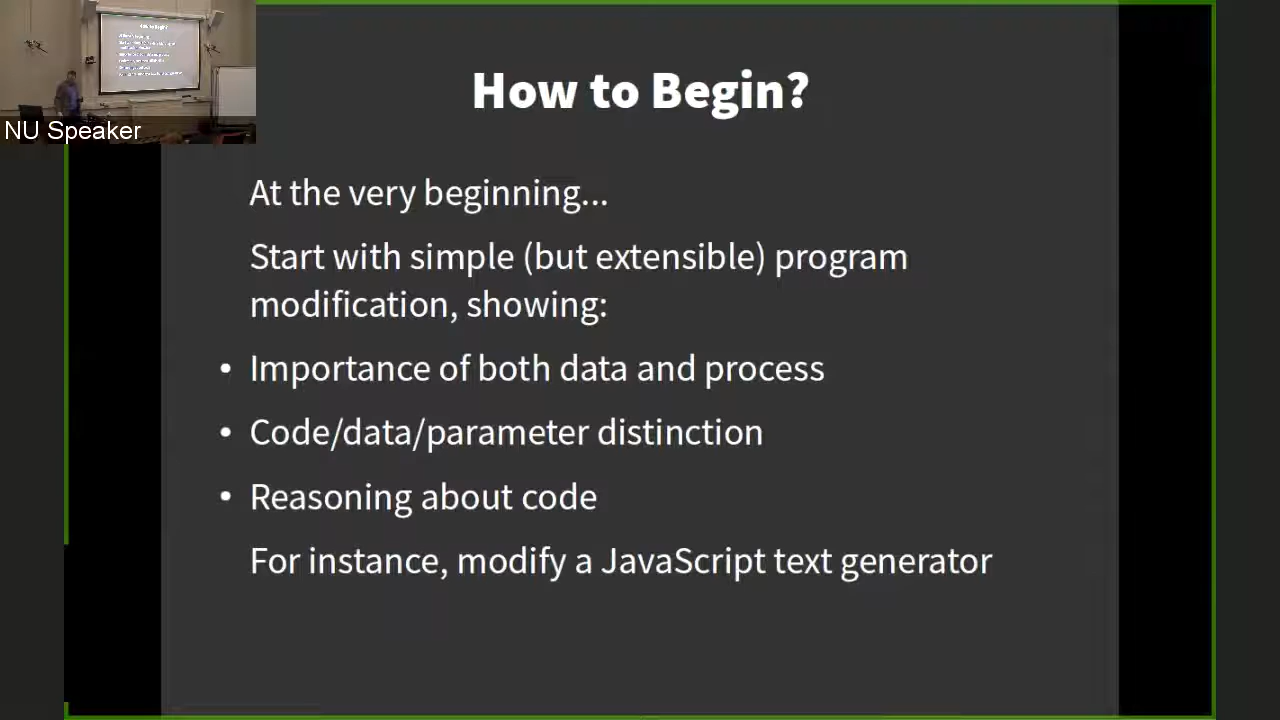 How to Begin?
NU Speaker
At the very beginning...
Start with simple (but extensible) program
modification, showing:
• Importance of both data and process
• Code/data/parameter distinction
• Reasoning about code
For instance, modify a JavaScript text generator